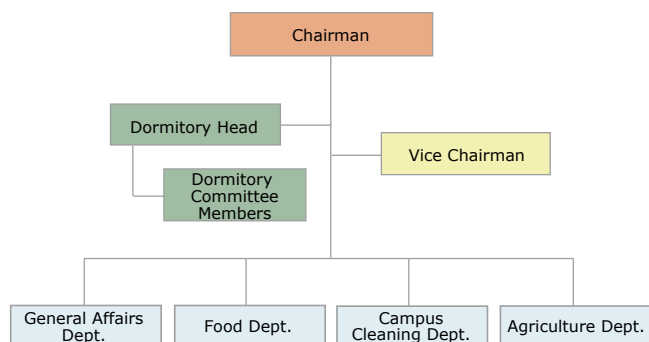 Chairman
Dormitory Head
Vice Chairman
Dormitory
Committee
Members
General Affairs
Dept.
Food Dept.
Campus
Cleaning Dept.
Agriculture Dept.